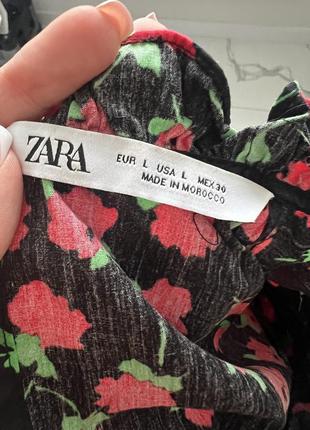 ZARA
EUR L USA L MEX 30
MADE IN MOROCCO